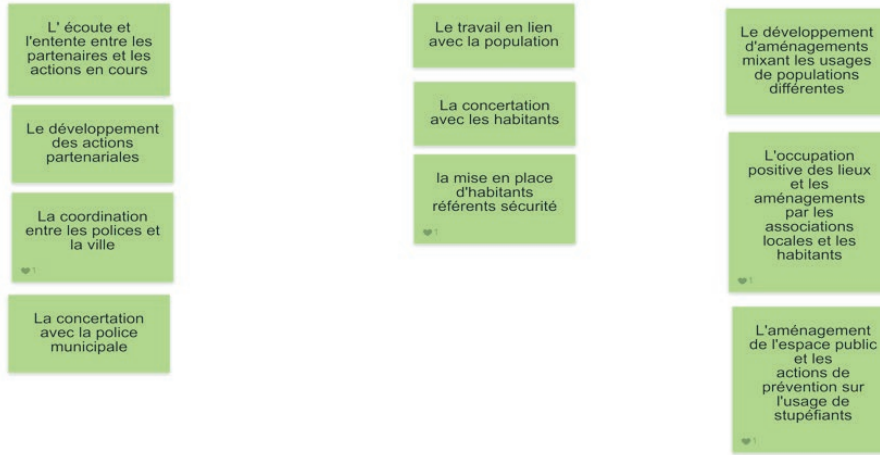 L' écoute et
l'entente entre les
partenaires et les
actions en cours
Le développement
des actions
partenariales
La coordination
entre les polices et
la ville
1
La concertation
avec la police
municipale
Le travail en lien
avec la population
La concertation
avec les habitants
la mise en place
d'habitants
référents sécurité
1
Le développement
d'aménagements
mixant les usages
de populations
différentes
L'occupation
positive des lieux
et les
aménagements
par les
associations
locales et les
habitants
1
L'aménagement
de l'espace public
et les
actions de
prévention sur
l'usage de
stupéfiants
1